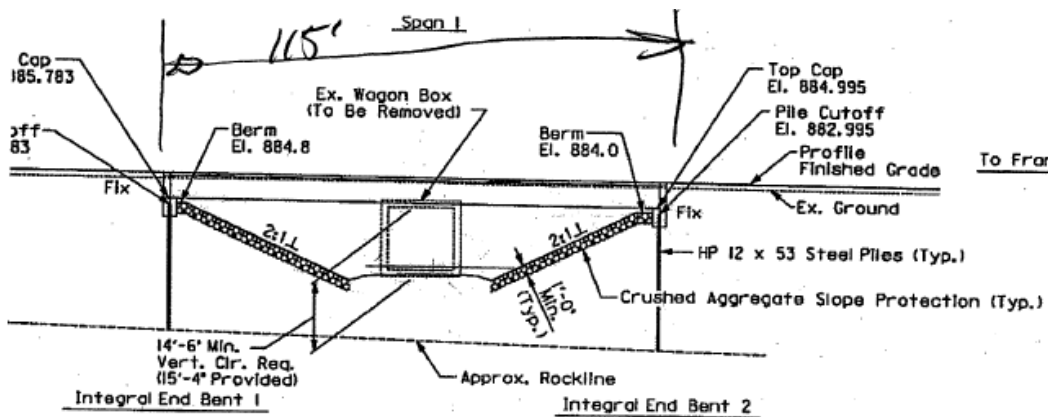 Span 1
115'
Cap
885.783
off
83
Berm
El. 884.8
Ex. Wagon Box
(To Be Removed)
Berm
El. 884.0
Top Cap
El. 884.995
Pile Cutoff
El. 882.995
Profile
Finished Grade
To Fran
Ex. Ground
Fix
Fix
2:1⊥
2:1⊥
HP 12 x 53 Steel Piles (Typ.)
1'-0"
Min.
(Typ.)
Crushed Aggregate Slope Protection (Typ.)
14'-6" Min.
Vert. Clr. Req.
(15'-4" Provided)
Approx. Rockline
Integral End Bent 1
Integral End Bent 2